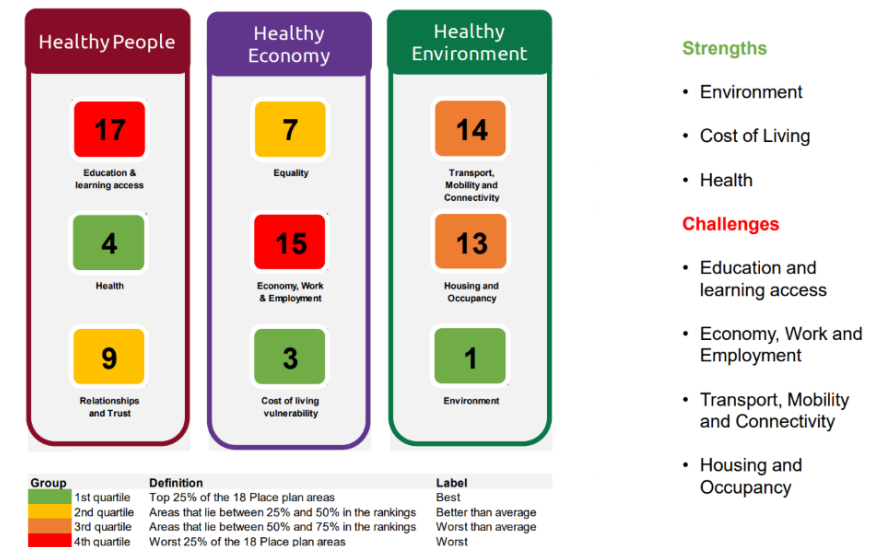 Healthy People
17
Education &
learning access
4
Health
9
Relationships
and Trust
Healthy
Economy
7
Equality
15
Economy, Work
& Employment
3
Cost of living
vulnerability
Healthy
Environment
14
Transport,
Mobility and
Connectivity
13
Housing and
Occupancy
1
Environment
Strengths
• Environment
• Cost of Living
• Health
Challenges
• Education and
learning access
• Economy, Work and
Employment
• Transport, Mobility
and Connectivity
• Housing and
Occupancy
Group Definition Label
1st quartile Top 25% of the 18 Place plan areas Best
2nd quartile Areas that lie between 25% and 50% in the rankings Better than average
3rd quartile Areas that lie between 50% and 75% in the rankings Worst than average
4th quartile Worst 25% of the 18 Place plan areas Worst